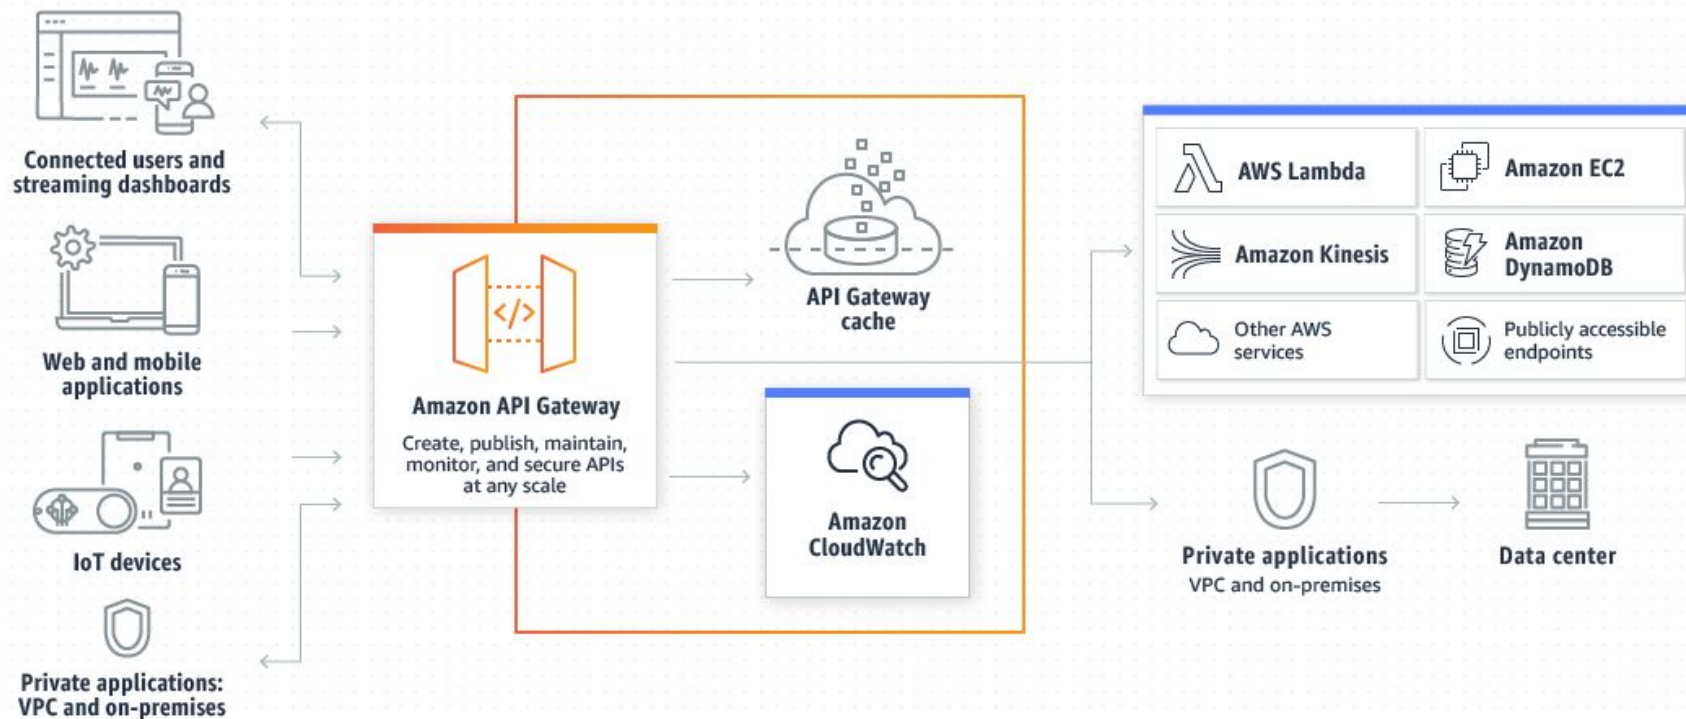 Connected users and
streaming dashboards
Web and mobile
applications
IoT devices
Private applications:
VPC and on-premises
</>
Amazon API Gateway
Create, publish, maintain,
monitor, and secure APIs
at any scale
API Gateway
cache
Amazon
CloudWatch
AWS Lambda
Amazon EC2
Amazon Kinesis
Amazon
DynamoDB
Other AWS
services
Publicly accessible
endpoints
Private applications
VPC and on-premises
Data center